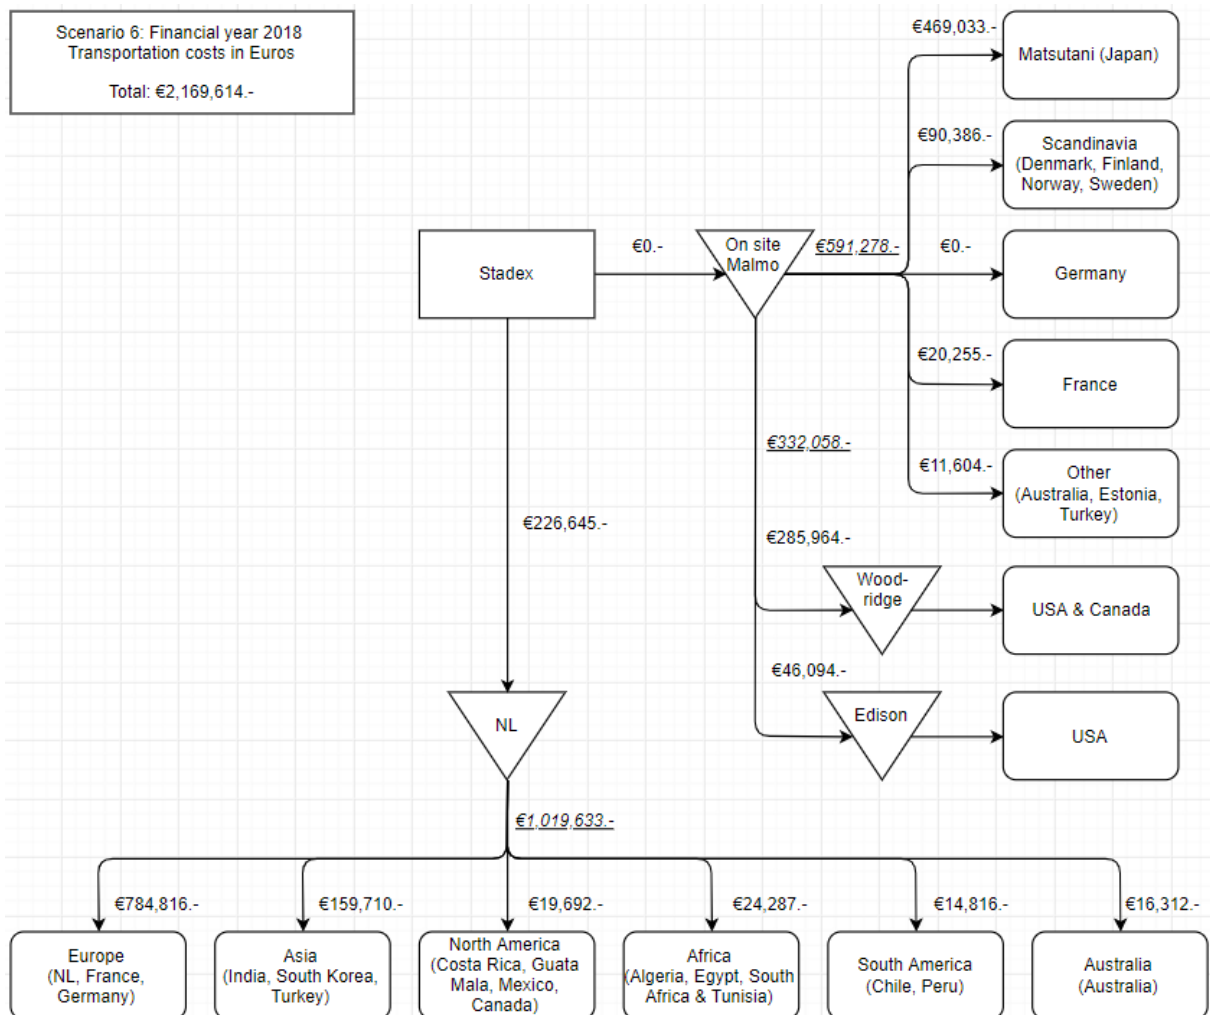 Scenario 6: Financial year 2018
Transportation costs in Euros
Total: €2,169,614.-
€469,033.-
Matsutani (Japan)
€90,386.-
Scandinavia
(Denmark, Finland,
Norway, Sweden)
Stadex
€0.-
On site
Malmo
€591,278.-
€0.-
Germany
€20,255.-
France
€332,058.-
€11,604.-
Other
(Australia, Estonia,
Turkey)
€226,645.-
€285,964.-
Wood-
ridge
USA & Canada
€46,094.-
Edison
USA
NL
€1,019,633.-
€784,816.-
€159,710.-
€19,692.-
€24,287.-
€14,816.-
€16,312.-
Europe
(NL, France,
Germany)
Asia
(India, South Korea,
Turkey)
North America
(Costa Rica, Guata
Mala, Mexico,
Canada)
Africa
(Algeria, Egypt, South
Africa & Tunisia)
South America
(Chile, Peru)
Australia
(Australia)